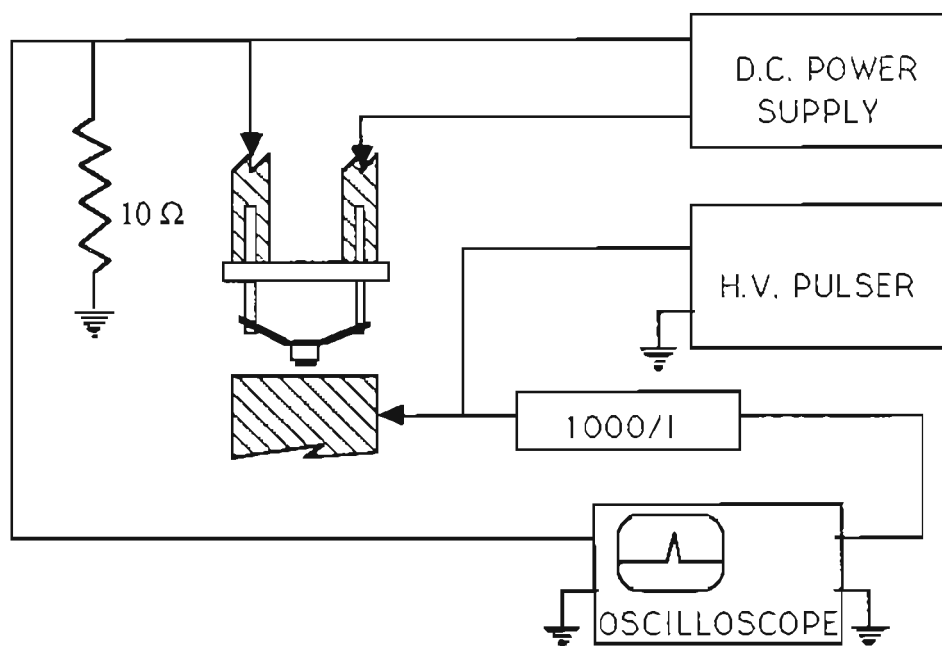 D.C. POWER
SUPPLY
10 Ω
H.V. PULSER
1000/1
OSCILLOSCOPE